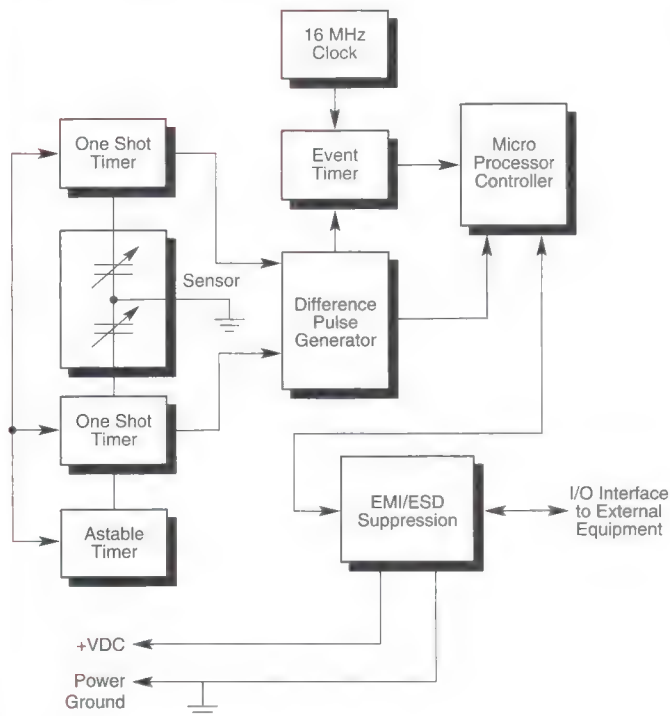 16 MHz
Clock
One Shot
Timer
Event
Timer
Micro
Processor
Controller
Sensor
Difference
Pulse
Generator
One Shot
Timer
Astable
Timer
EMI/ESD
Suppression
I/O Interface
to External
Equipment
+VDC
Power
Ground